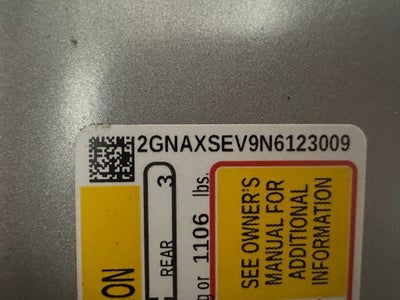 2GNAXSEV9N6123009
REAR 3
or 1106 lbs.
SEE OWNER'S
MANUAL FOR
ADDITIONAL
INFORMATION